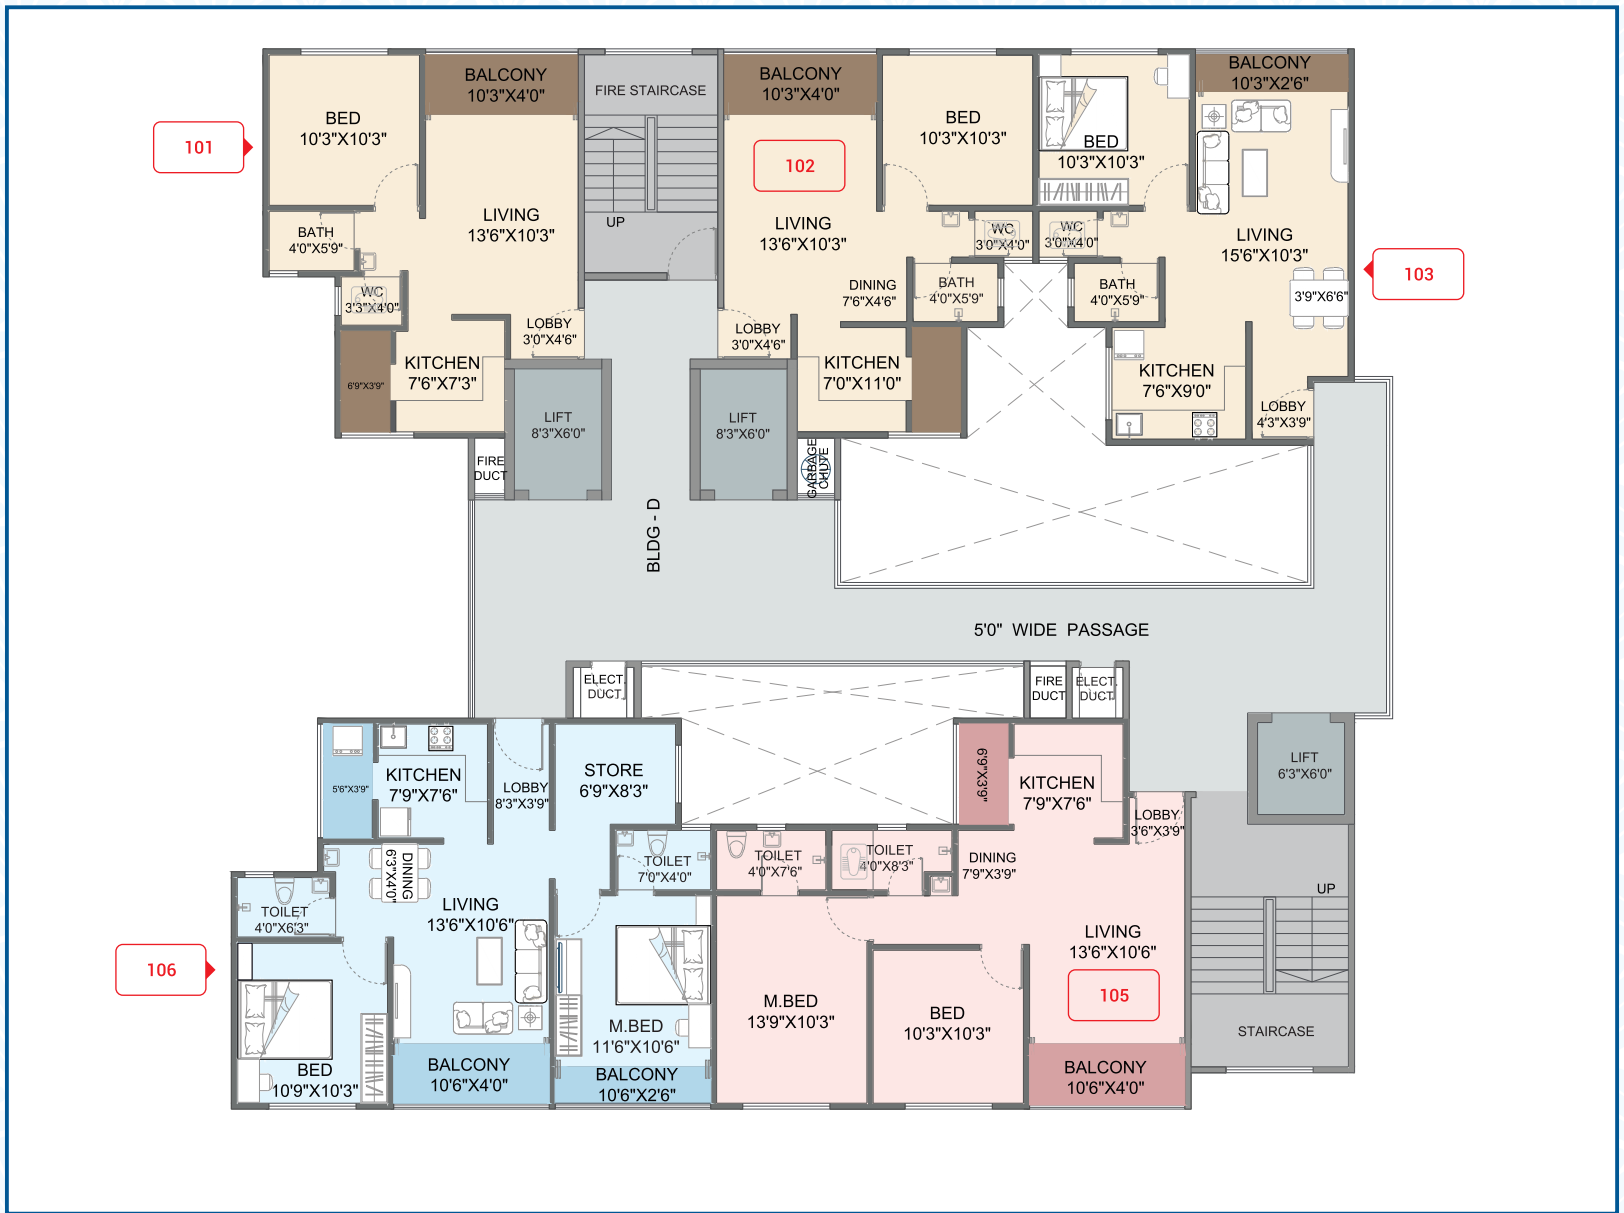 101
BED
10'3"X10'3"
BALCONY
10'3"X4'0"
LIVING
13'6"X10'3"
BATH
4'0"X5'9"
WC
3'3"X4'0"
6'9"X3'9"
KITCHEN
7'6"X7'3"
LOBBY
3'0"X4'6"
FIRE STAIRCASE
UP
LIFT
8'3"X6'0"
FIRE
DUCT
BALCONY
10'3"X4'0"
102
LIVING
13'6"X10'3"
BED
10'3"X10'3"
WC
3'0"X4'0"
BATH
4'0"X5'9"
DINING
7'6"X4'6"
LOBBY
3'0"X4'6"
KITCHEN
7'0"X11'0"
LIFT
8'3"X6'0"
GARBAGE
CHUTE
BED
10'3"X10'3"
BALCONY
10'3"X2'6"
WC
3'0"X4'0"
BATH
4'0"X5'9"
LIVING
15'6"X10'3"
3'9"X6'6"
103
KITCHEN
7'6"X9'0"
LOBBY
4'3"X3'9"
BLDG - D
5'0" WIDE PASSAGE
ELECT.
DUCT.
FIRE
DUCT
ELECT.
DUCT.
LIFT
6'3"X6'0"
UP
STAIRCASE
5'6"X3'9"
KITCHEN
7'9"X7'6"
LOBBY
8'3"X3'9"
STORE
6'9"X8'3"
DINING
6'3"X4'0"
TOILET
7'0"X4'0"
TOILET
4'0"X6'3"
LIVING
13'6"X10'6"
106
BED
10'9"X10'3"
BALCONY
10'6"X4'0"
M.BED
11'6"X10'6"
BALCONY
10'6"X2'6"
6'9"X3'9"
KITCHEN
7'9"X7'6"
LOBBY
3'6"X3'9"
TOILET
4'0"X7'6"
TOILET
4'0"X8'3"
DINING
7'9"X3'9"
LIVING
13'6"X10'6"
105
M.BED
13'9"X10'3"
BED
10'3"X10'3"
BALCONY
10'6"X4'0"